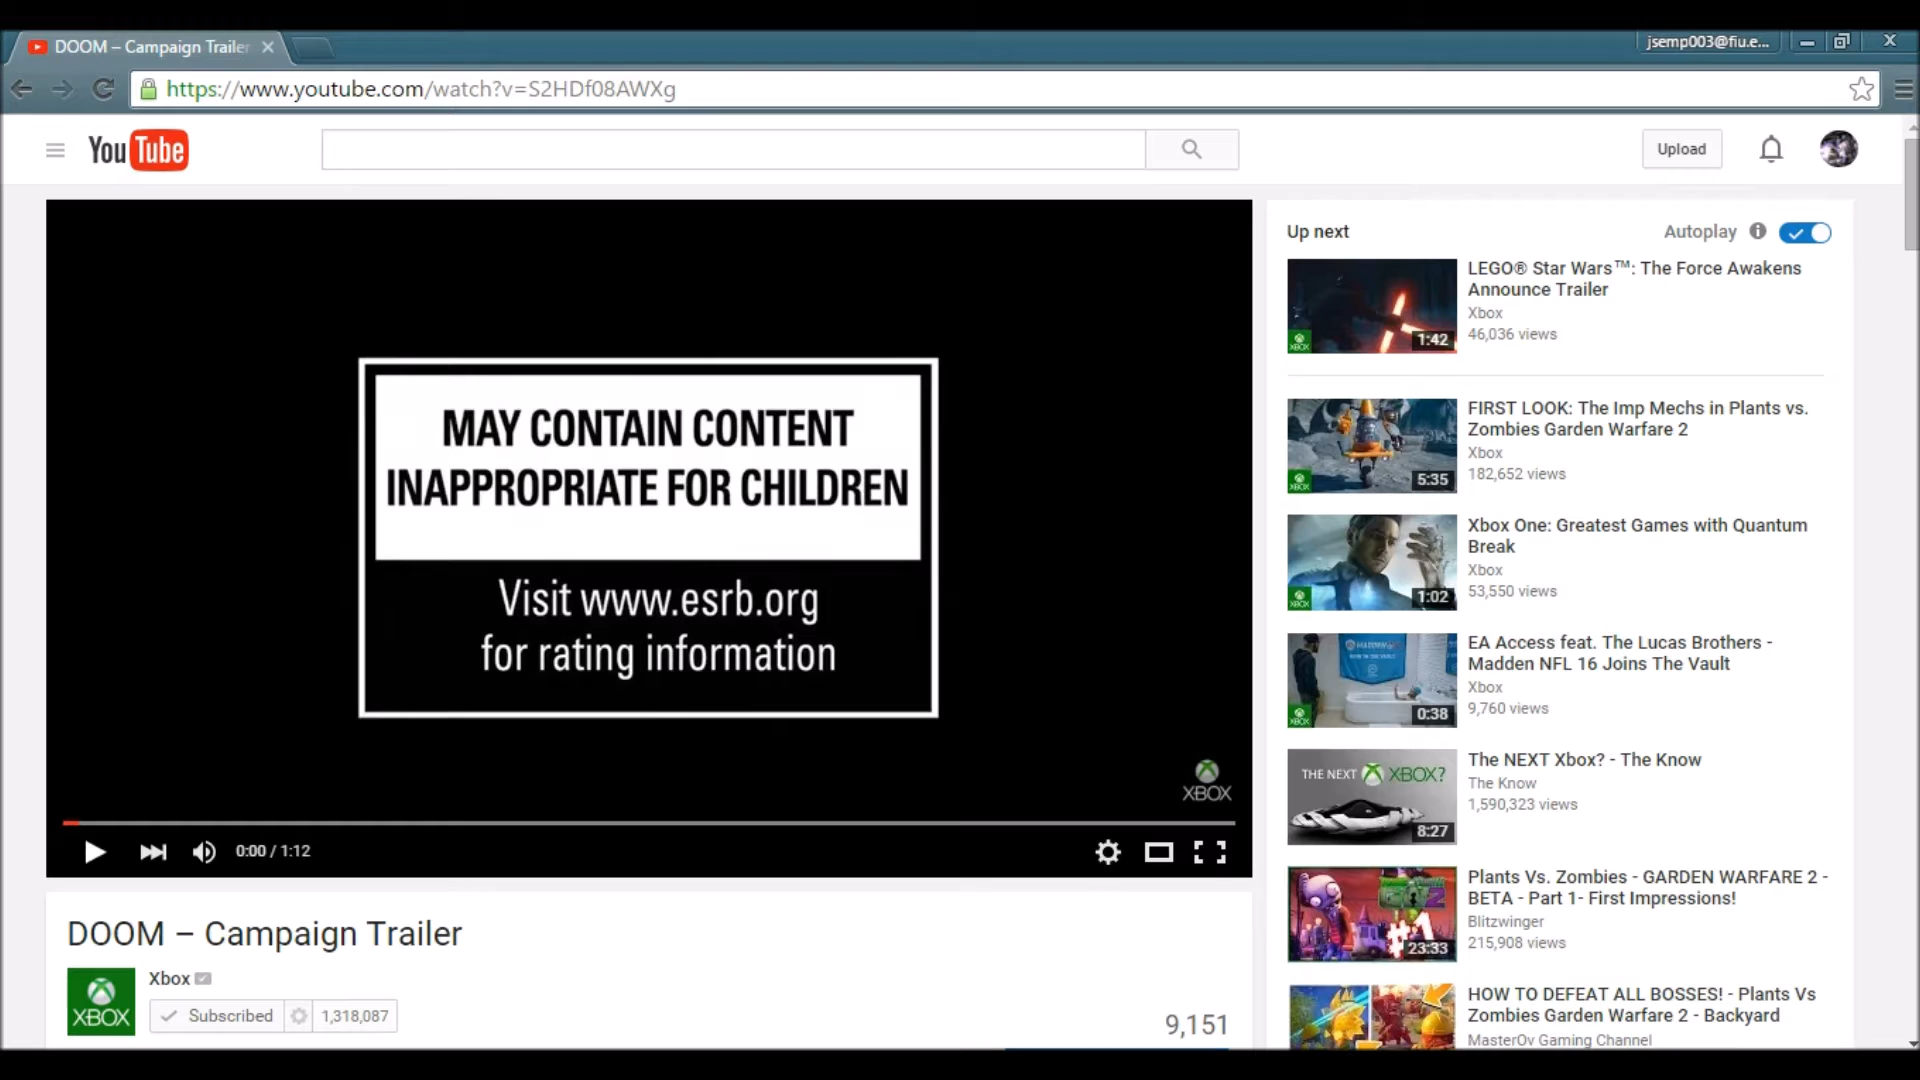 DOOM – Campaign Trailer
jsemp003@fiu.e...
https://www.youtube.com/watch?v=S2HDf08AWXg
YouTube
Upload
MAY CONTAIN CONTENT
INAPPROPRIATE FOR CHILDREN
Visit www.esrb.org
for rating information
XBOX
0:00 / 1:12
DOOM – Campaign Trailer
XBOX
Xbox
Subscribed
1,318,087
9,151
Up next
Autoplay
LEGO® Star Wars™: The Force Awakens
Announce Trailer
Xbox
46,036 views
XBOX
1:42
FIRST LOOK: The Imp Mechs in Plants vs.
Zombies Garden Warfare 2
Xbox
182,652 views
XBOX
5:35
Xbox One: Greatest Games with Quantum
Break
Xbox
53,550 views
XBOX
1:02
EA Access feat. The Lucas Brothers -
Madden NFL 16 Joins The Vault
Xbox
9,760 views
XBOX
0:38
The NEXT Xbox? - The Know
The Know
1,590,323 views
THE NEXT XBOX?
8:27
Plants Vs. Zombies - GARDEN WARFARE 2 -
BETA - Part 1- First Impressions!
Blitzwinger
215,908 views
2
#1
23:33
HOW TO DEFEAT ALL BOSSES! - Plants Vs
Zombies Garden Warfare 2 - Backyard
MasterOv Gaming Channel